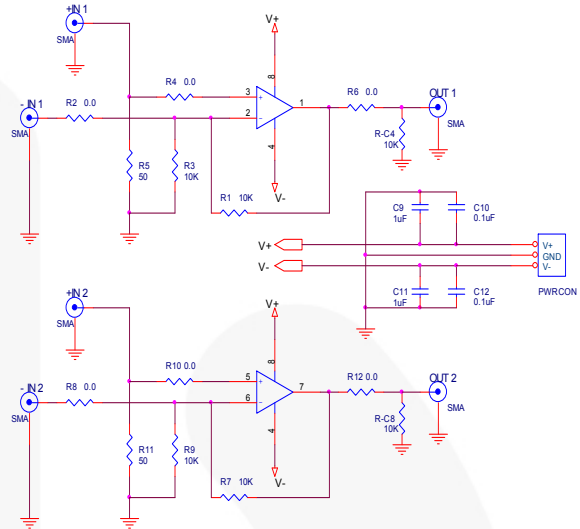 +IN 1
SMA
V+
8
R4 0.0
3
+
1
R6 0.0
OUT 1
SMA
- IN 1
SMA
R2 0.0
2
-
4
R-C4
10K
R5
50
R3
10K
V-
R1 10K
C9
1uF
C10
0.1uF
V+
V-
V+
GND
V-
PWRCON
C11
1uF
C12
0.1uF
+IN 2
SMA
V+
8
R10 0.0
5
+
7
R12 0.0
OUT 2
SMA
- IN 2
SMA
R8 0.0
6
-
4
R-C8
10K
R11
50
R9
10K
V-
R7 10K